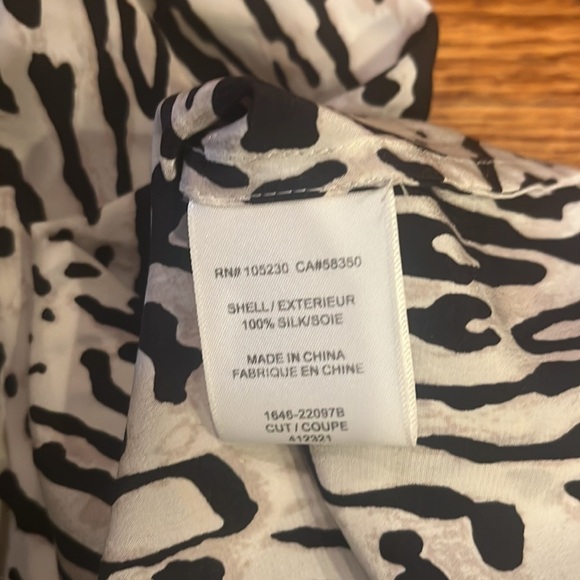 RN# 105230 CA#58350
SHELL/ EXTERIEUR
100% SILK/SOIE
MADE IN CHINA
FABRIQUE EN CHINE
1646-22097B
CUT / COUPE
412321